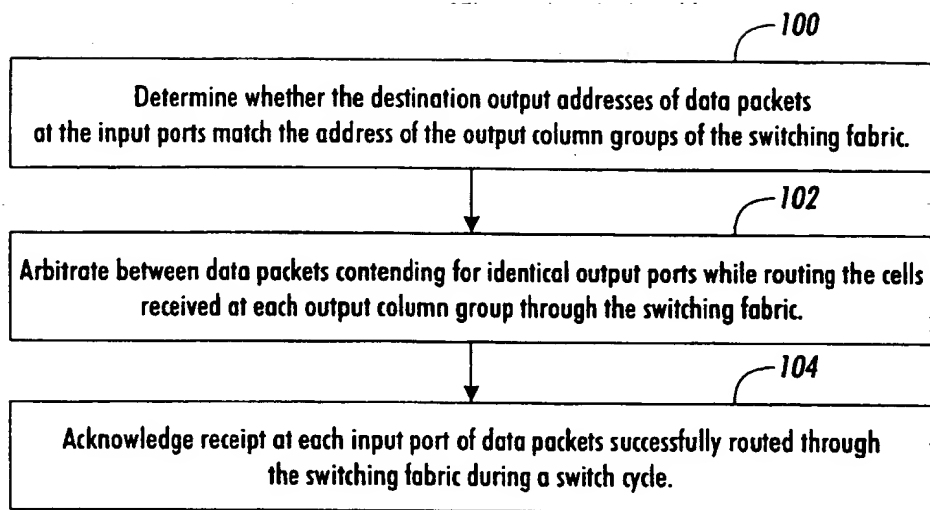 100
Determine whether the destination output addresses of data packets
at the input ports match the address of the output column groups of the switching fabric.
102
Arbitrate between data packets contending for identical output ports while routing the cells
received at each output column group through the switching fabric.
104
Acknowledge receipt at each input port of data packets successfully routed through
the switching fabric during a switch cycle.